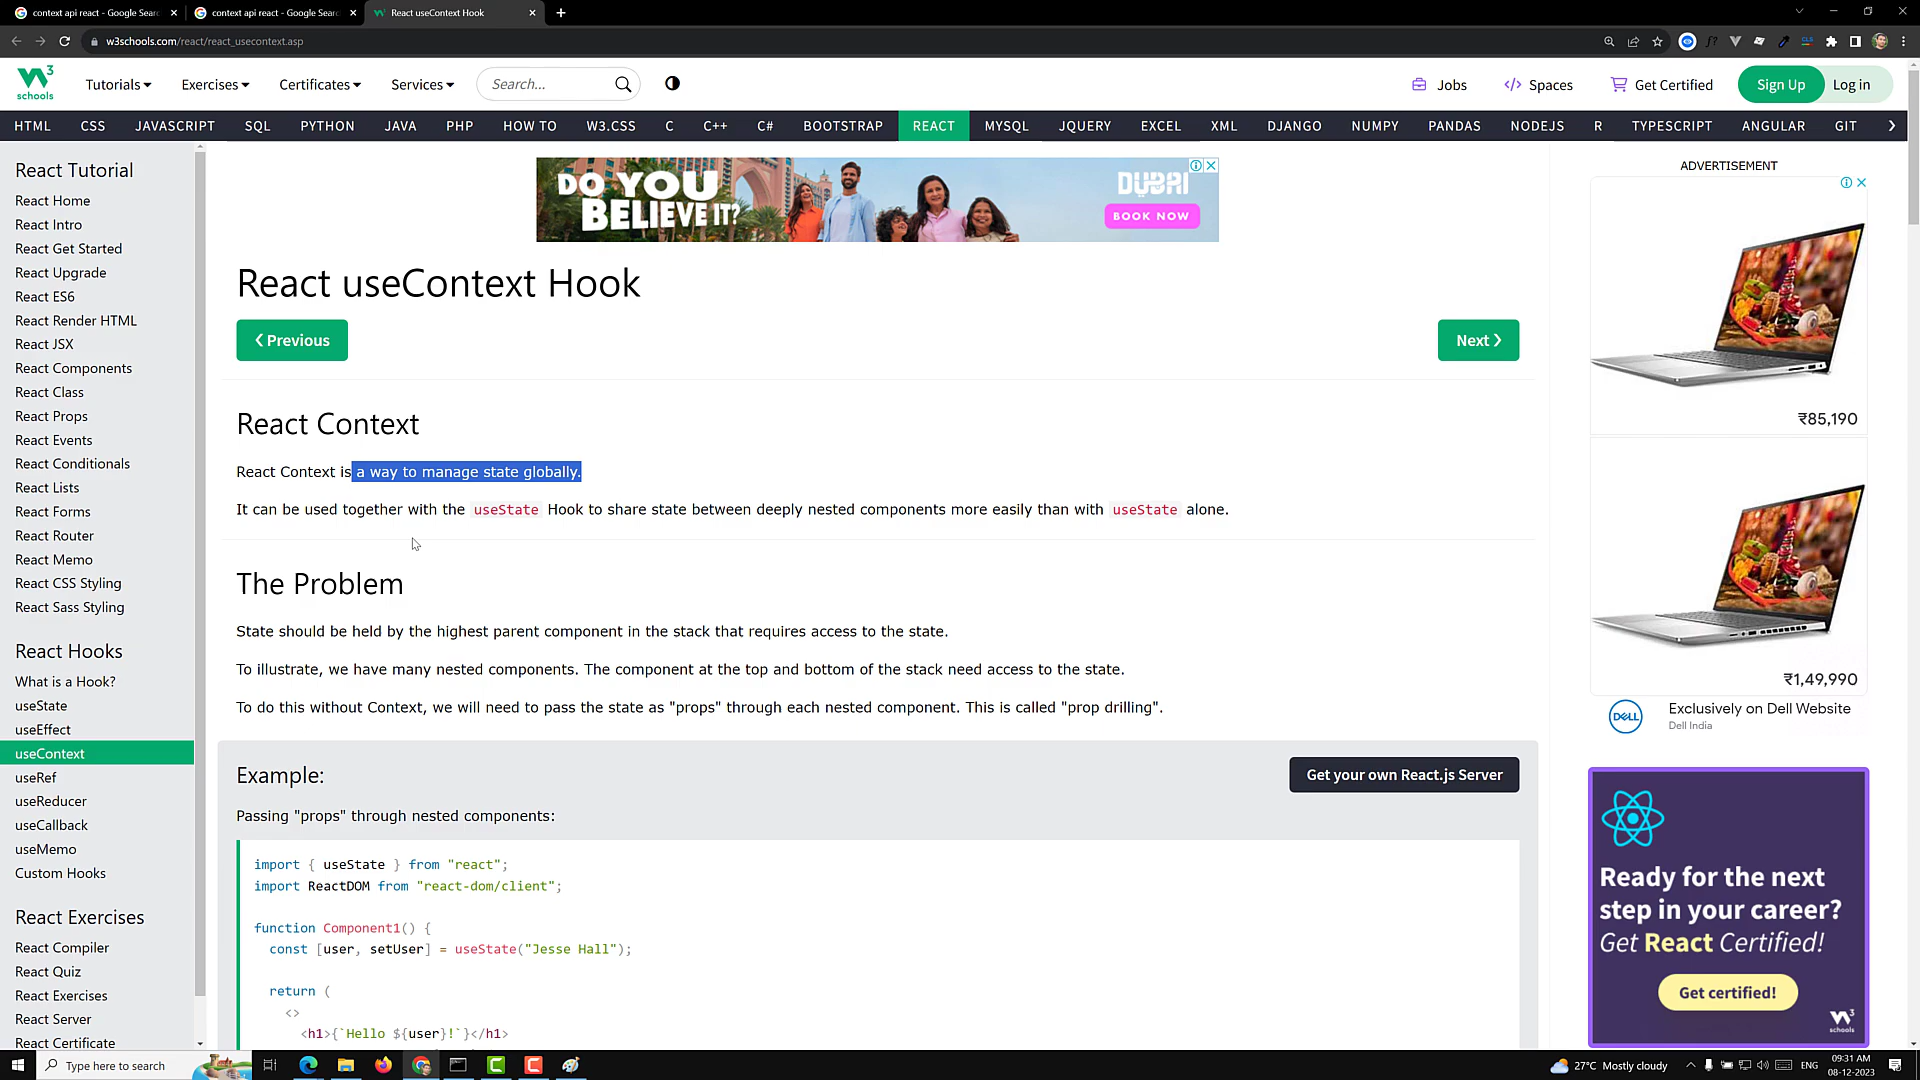 context api react - Google Sear
context api react - Google Searc
React useContext Hook
w3schools.com/react/react_usecontext.asp
3
schools
Tutorials
Exercises
Certificates
Services
Search...
Jobs
Spaces
Get Certified
Sign Up
Log in
HTML CSS JAVASCRIPT SQL PYTHON JAVA PHP HOW TO W3.CSS C C++ C# BOOTSTRAP REACT MYSQL JQUERY EXCEL XML DJANGO NUMPY PANDAS NODEJS R TYPESCRIPT ANGULAR GIT ❯
React Tutorial
React Home
React Intro
React Get Started
React Upgrade
React ES6
React Render HTML
React JSX
React Components
React Class
React Props
React Events
React Conditionals
React Lists
React Forms
React Router
React Memo
React CSS Styling
React Sass Styling
React Hooks
What is a Hook?
useState
useEffect
useContext
useRef
useReducer
useCallback
useMemo
Custom Hooks
React Exercises
React Compiler
React Quiz
React Exercises
React Server
React Certificate
DO YOU
BELIEVE IT?
DUBAI
BOOK NOW
React useContext Hook
❮ Previous
Next ❯
React Context
React Context is a way to manage state globally.
It can be used together with the useState Hook to share state between deeply nested components more easily than with useState alone.
The Problem
State should be held by the highest parent component in the stack that requires access to the state.
To illustrate, we have many nested components. The component at the top and bottom of the stack need access to the state.
To do this without Context, we will need to pass the state as "props" through each nested component. This is called "prop drilling".
Example:
Get your own React.js Server
Passing "props" through nested components:
import { useState } from "react";
import ReactDOM from "react-dom/client";
function Component1() {
const [user, setUser] = useState("Jesse Hall");
return (
<>
<h1>{`Hello ${user}!`}</h1>
ADVERTISEMENT
₹85,190
₹1,49,990
DELL
Exclusively on Dell Website
Dell India
Ready for the next
step in your career?
Get React Certified!
Get certified!
3
schools
Type here to search
27°C Mostly cloudy
ENG
09:31 AM
08-12-2023